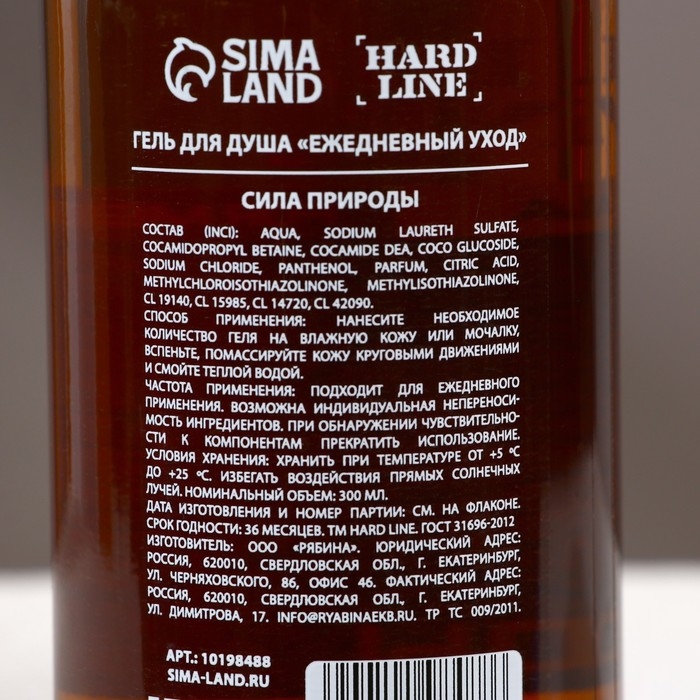 SIMA LAND
HARD LINE
ГЕЛЬ ДЛЯ ДУША «ЕЖЕДНЕВНЫЙ УХОД»
СИЛА ПРИРОДЫ
СОСТАВ (INCI): AQUA, SODIUM LAURETH SULFATE,
COCAMIDOPROPYL BETAINE, COCAMIDE DEA, COCO GLUCOSIDE,
SODIUM CHLORIDE, PANTHENOL, PARFUM, CITRIC ACID,
METHYLCHLOROISOTHIAZOLINONE, METHYLISOTHIAZOLINONE,
CL 19140, CL 15985, CL 14720, CL 42090.
СПОСОБ ПРИМЕНЕНИЯ: НАНЕСИТЕ НЕОБХОДИМОЕ
КОЛИЧЕСТВО ГЕЛЯ НА ВЛАЖНУЮ КОЖУ ИЛИ МОЧАЛКУ,
ВСПЕНЬТЕ, ПОМАССИРУЙТЕ КОЖУ КРУГОВЫМИ ДВИЖЕНИЯМИ
И СМОЙТЕ ТЕПЛОЙ ВОДОЙ.
ЧАСТОТА ПРИМЕНЕНИЯ: ПОДХОДИТ ДЛЯ ЕЖЕДНЕВНОГО
ПРИМЕНЕНИЯ. ВОЗМОЖНА ИНДИВИДУАЛЬНАЯ НЕПЕРЕНОСИ-
МОСТЬ ИНГРЕДИЕНТОВ. ПРИ ОБНАРУЖЕНИИ ЧУВСТВИТЕЛЬНО-
СТИ К КОМПОНЕНТАМ ПРЕКРАТИТЬ ИСПОЛЬЗОВАНИЕ.
УСЛОВИЯ ХРАНЕНИЯ: ХРАНИТЬ ПРИ ТЕМПЕРАТУРЕ ОТ +5 ºС
ДО +25 ºС. ИЗБЕГАТЬ ВОЗДЕЙСТВИЯ ПРЯМЫХ СОЛНЕЧНЫХ
ЛУЧЕЙ. НОМИНАЛЬНЫЙ ОБЪЕМ: 300 МЛ.
ДАТА ИЗГОТОВЛЕНИЯ И НОМЕР ПАРТИИ: СМ. НА ФЛАКОНЕ.
СРОК ГОДНОСТИ: 36 МЕСЯЦЕВ. ТМ HARD LINE. ГОСТ 31696-2012
ИЗГОТОВИТЕЛЬ: ООО «РЯБИНА». ЮРИДИЧЕСКИЙ АДРЕС:
РОССИЯ, 620010, СВЕРДЛОВСКАЯ ОБЛ., Г. ЕКАТЕРИНБУРГ,
УЛ. ЧЕРНЯХОВСКОГО, 86, ОФИС 46. ФАКТИЧЕСКИЙ АДРЕС:
РОССИЯ, 620010, СВЕРДЛОВСКАЯ ОБЛ., Г. ЕКАТЕРИНБУРГ,
УЛ. ДИМИТРОВА, 17. INFO@RYABINAEKB.RU. ТР ТС 009/2011.
АРТ.: 10198488
SIMA-LAND.RU